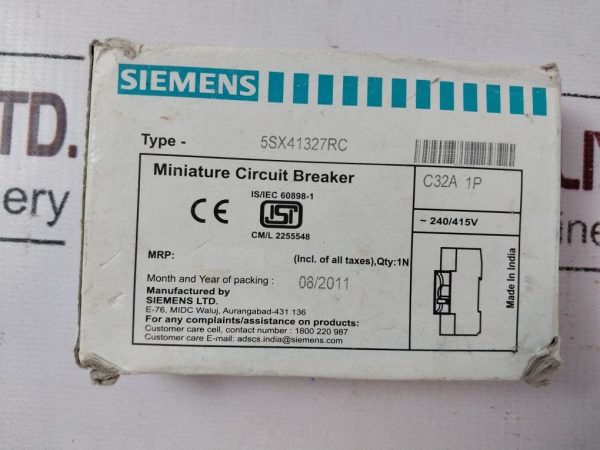 SIEMENS
Type - 5SX41327RC
Miniature Circuit Breaker
C32A 1P
IS/IEC 60898-1
CE ISI
CM/L 2255548
~ 240/415V
MRP: (Incl. of all taxes),Qty:1N
Month and Year of packing : 08/2011
Manufactured by
SIEMENS LTD.
E-76, MIDC Waluj, Aurangabad-431 136
For any complaints/assistance on products:
Customer care cell, contact number : 1800 220 987
Customer care E-mail: adscs.india@siemens.com
Made in India
LTD.